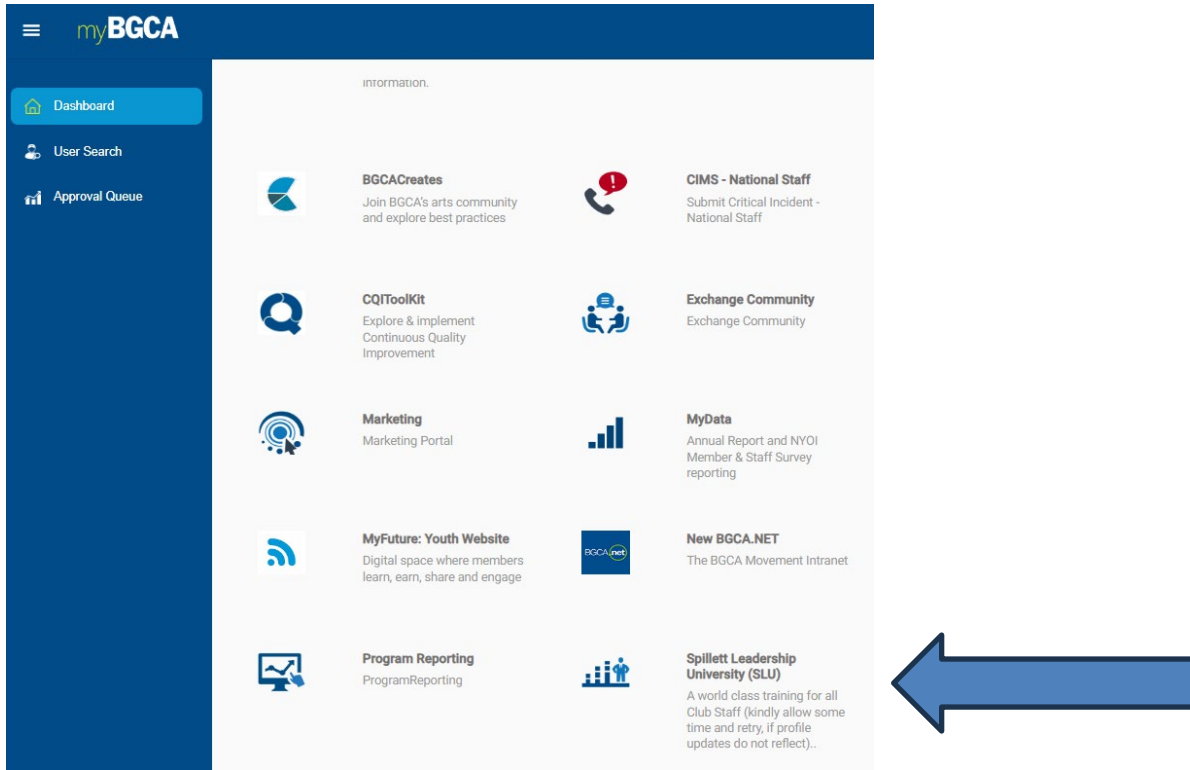 myBGCA
Dashboard
User Search
Approval Queue
information.
BGCACreates
Join BGCA's arts community
and explore best practices
CIMS - National Staff
Submit Critical Incident -
National Staff
CQIToolKit
Explore & implement
Continuous Quality
Improvement
Exchange Community
Exchange Community
Marketing
Marketing Portal
MyData
Annual Report and NYOI
Member & Staff Survey
reporting
MyFuture: Youth Website
Digital space where members
learn, earn, share and engage
BGCA.net
New BGCA.NET
The BGCA Movement Intranet
Program Reporting
ProgramReporting
Spillett Leadership
University (SLU)
A world class training for all
Club Staff (kindly allow some
time and retry, if profile
updates do not reflect)..